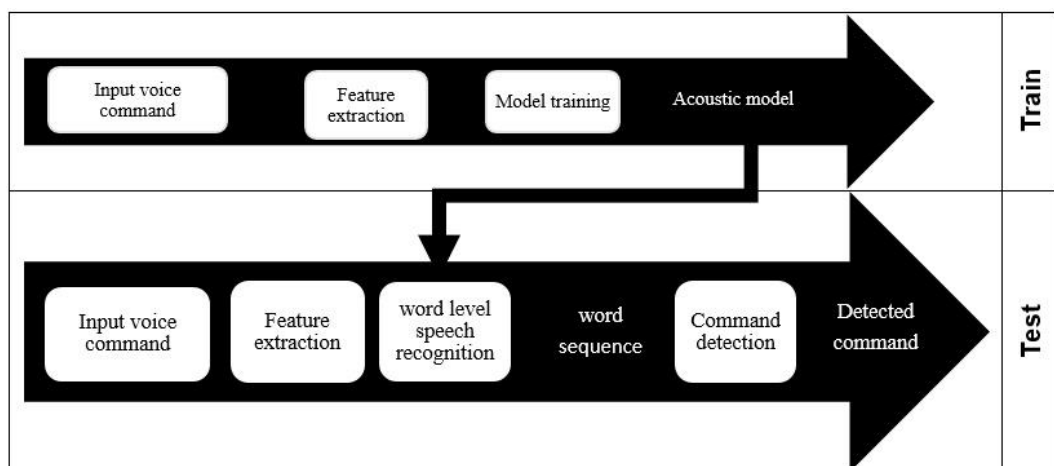 Input voice
command
Feature
extraction
Model training
Acoustic model
Train
Input voice
command
Feature
extraction
word level
speech
recognition
word
sequence
Command
detection
Detected
command
Test